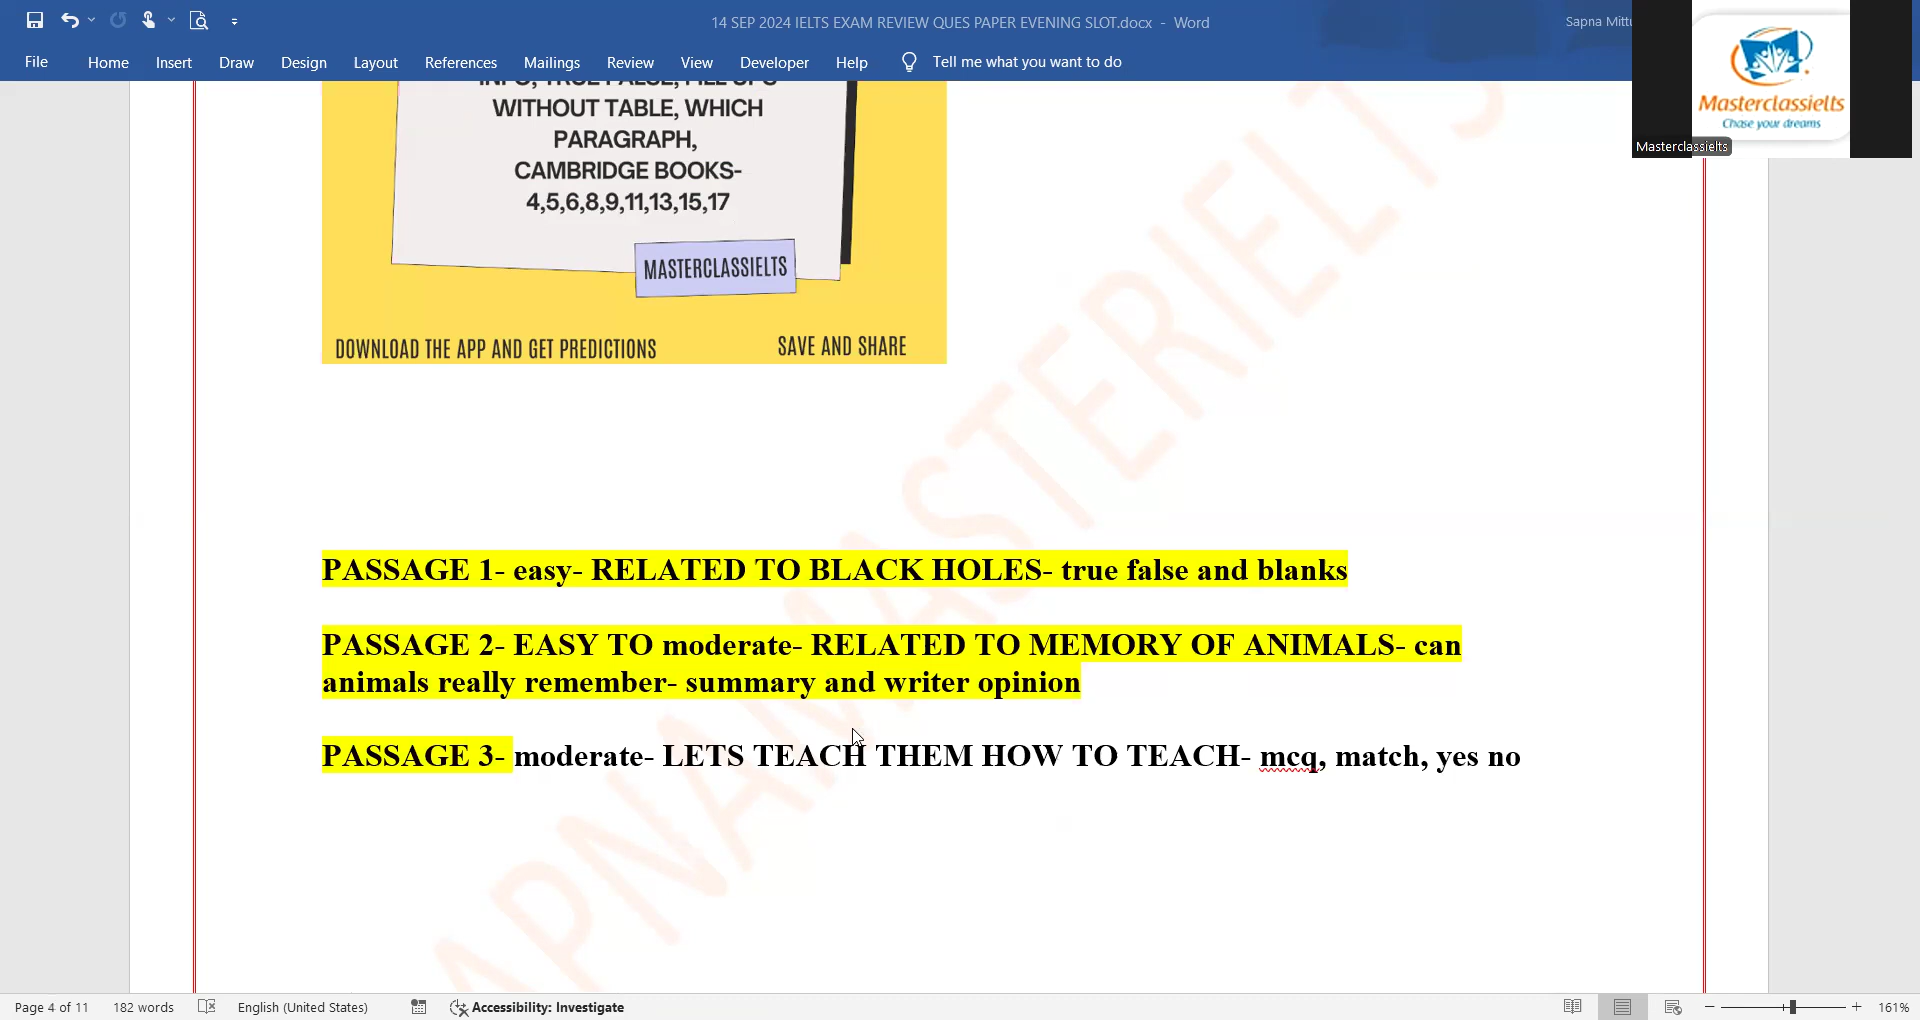 14 SEP 2024 IELTS EXAM REVIEW QUES PAPER EVENING SLOT.docx - Word
Sapna Mittu
File Home Insert Draw Design Layout References Mailings Review View Developer Help Tell me what you want to do
Masterclassielts
Chase your dreams
Masterclassielts
INFO, TRUE FALSE, FILL UPS
WITHOUT TABLE, WHICH
PARAGRAPH,
CAMBRIDGE BOOKS-
4,5,6,8,9,11,13,15,17
MASTERCLASSIELTS
DOWNLOAD THE APP AND GET PREDICTIONS
SAVE AND SHARE
PASSAGE 1- easy- RELATED TO BLACK HOLES- true false and blanks
PASSAGE 2- EASY TO moderate- RELATED TO MEMORY OF ANIMALS- can
animals really remember- summary and writer opinion
PASSAGE 3- moderate- LETS TEACH THEM HOW TO TEACH- mcq, match, yes no
Page 4 of 11 182 words English (United States) Accessibility: Investigate 161%